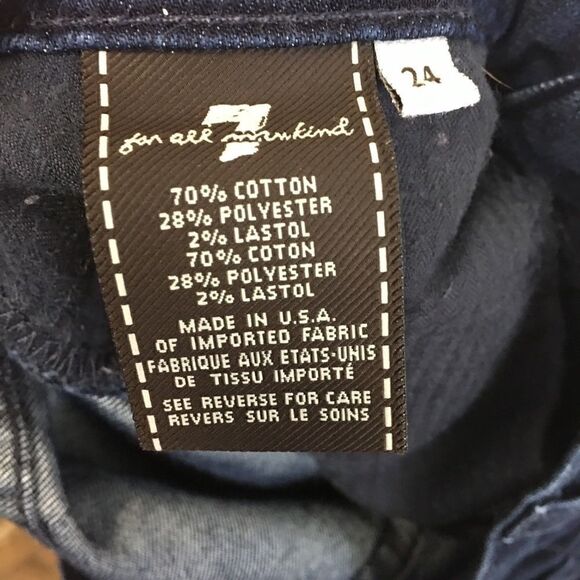 24
7
for all mankind
70% COTTON
28% POLYESTER
2% LASTOL
70% COTON
28% POLYESTER
2% LASTOL
MADE IN U.S.A.
OF IMPORTED FABRIC
FABRIQUE AUX ETATS-UNIS
DE TISSU IMPORTÉ
SEE REVERSE FOR CARE
REVERS SUR LE SOINS